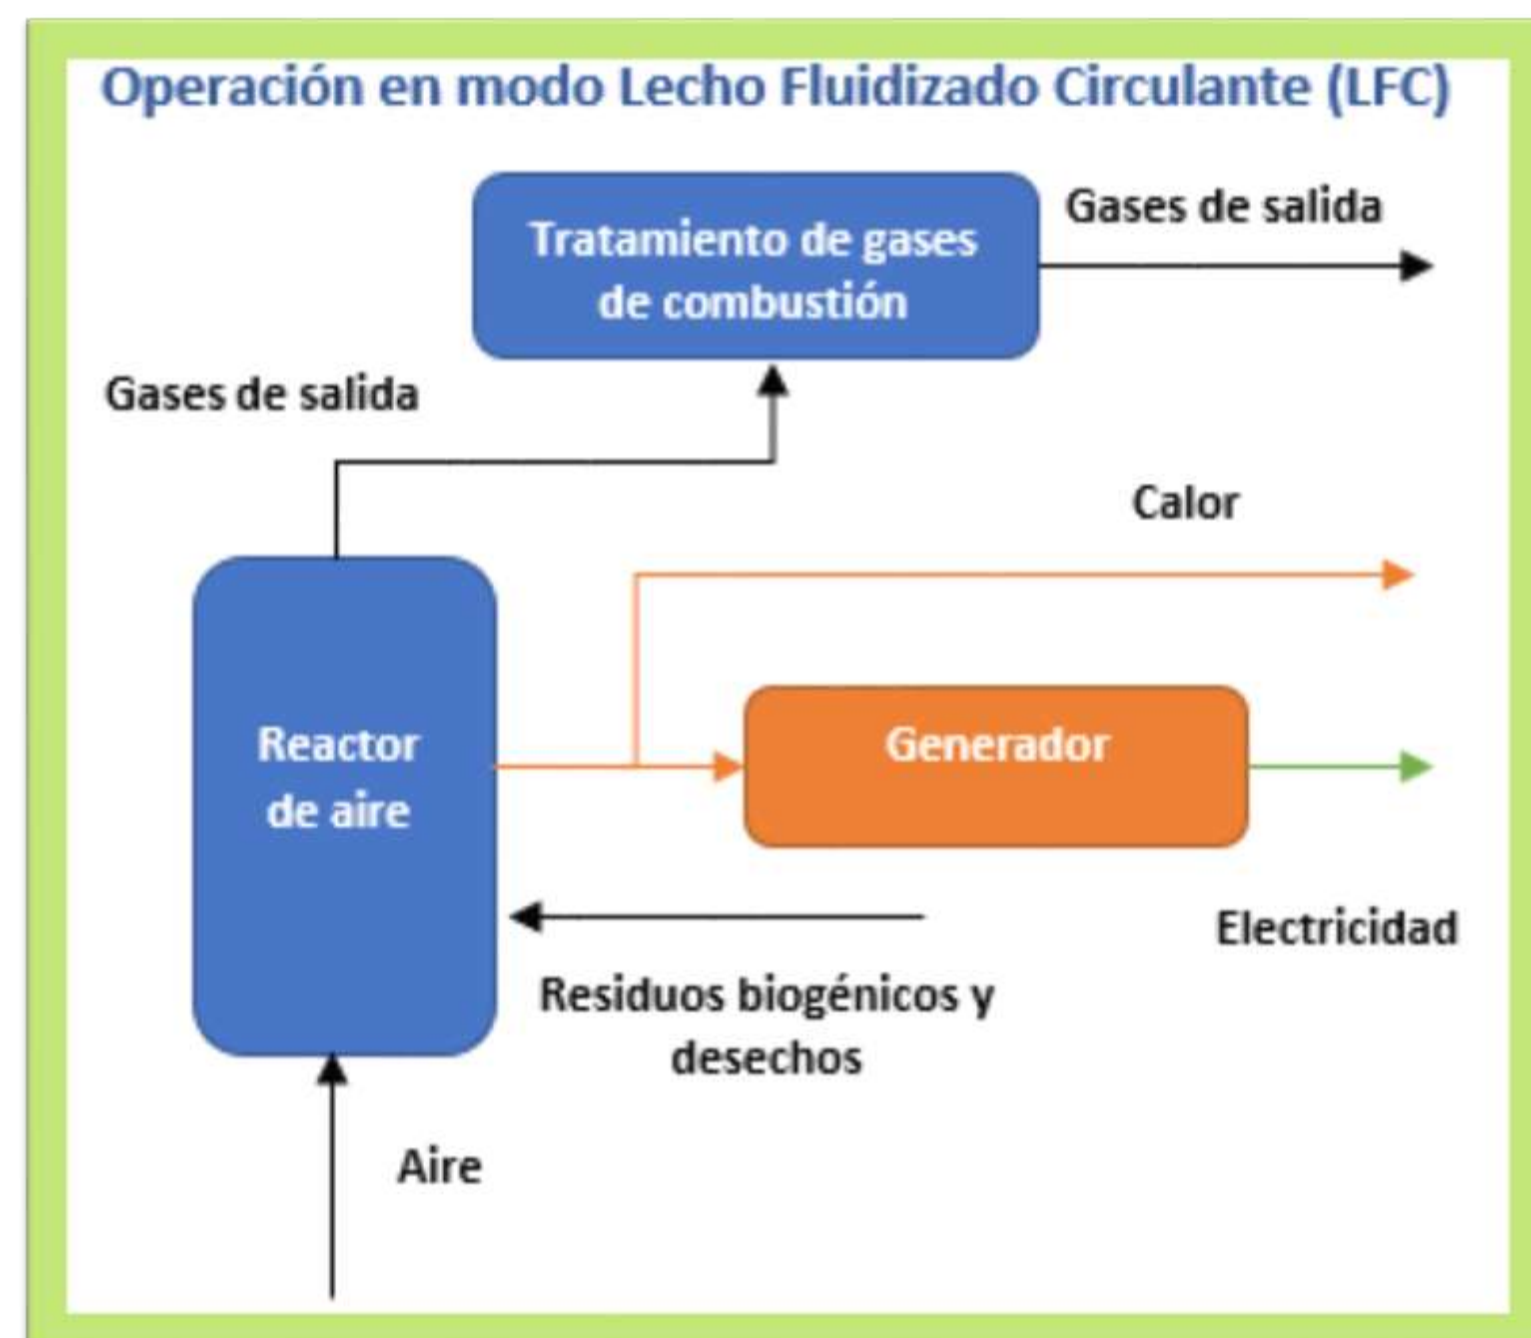 Operación en modo Lecho Fluidizado Circulante (LFC)
Tratamiento de gases
de combustión
Gases de salida
Gases de salida
Calor
Reactor
de aire
Generador
Electricidad
Residuos biogénicos y
desechos
Aire